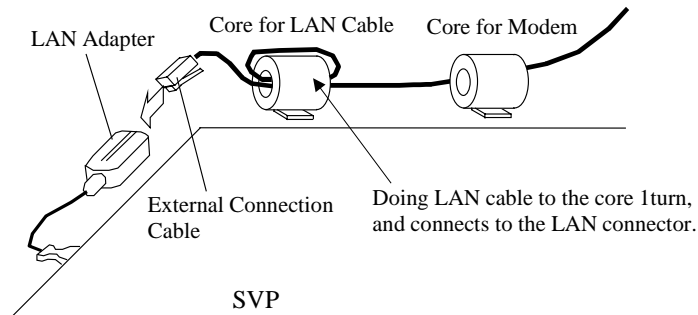 Core for LAN Cable
Core for Modem
LAN Adapter
External Connection
Cable
Doing LAN cable to the core 1turn,
and connects to the LAN connector.
SVP